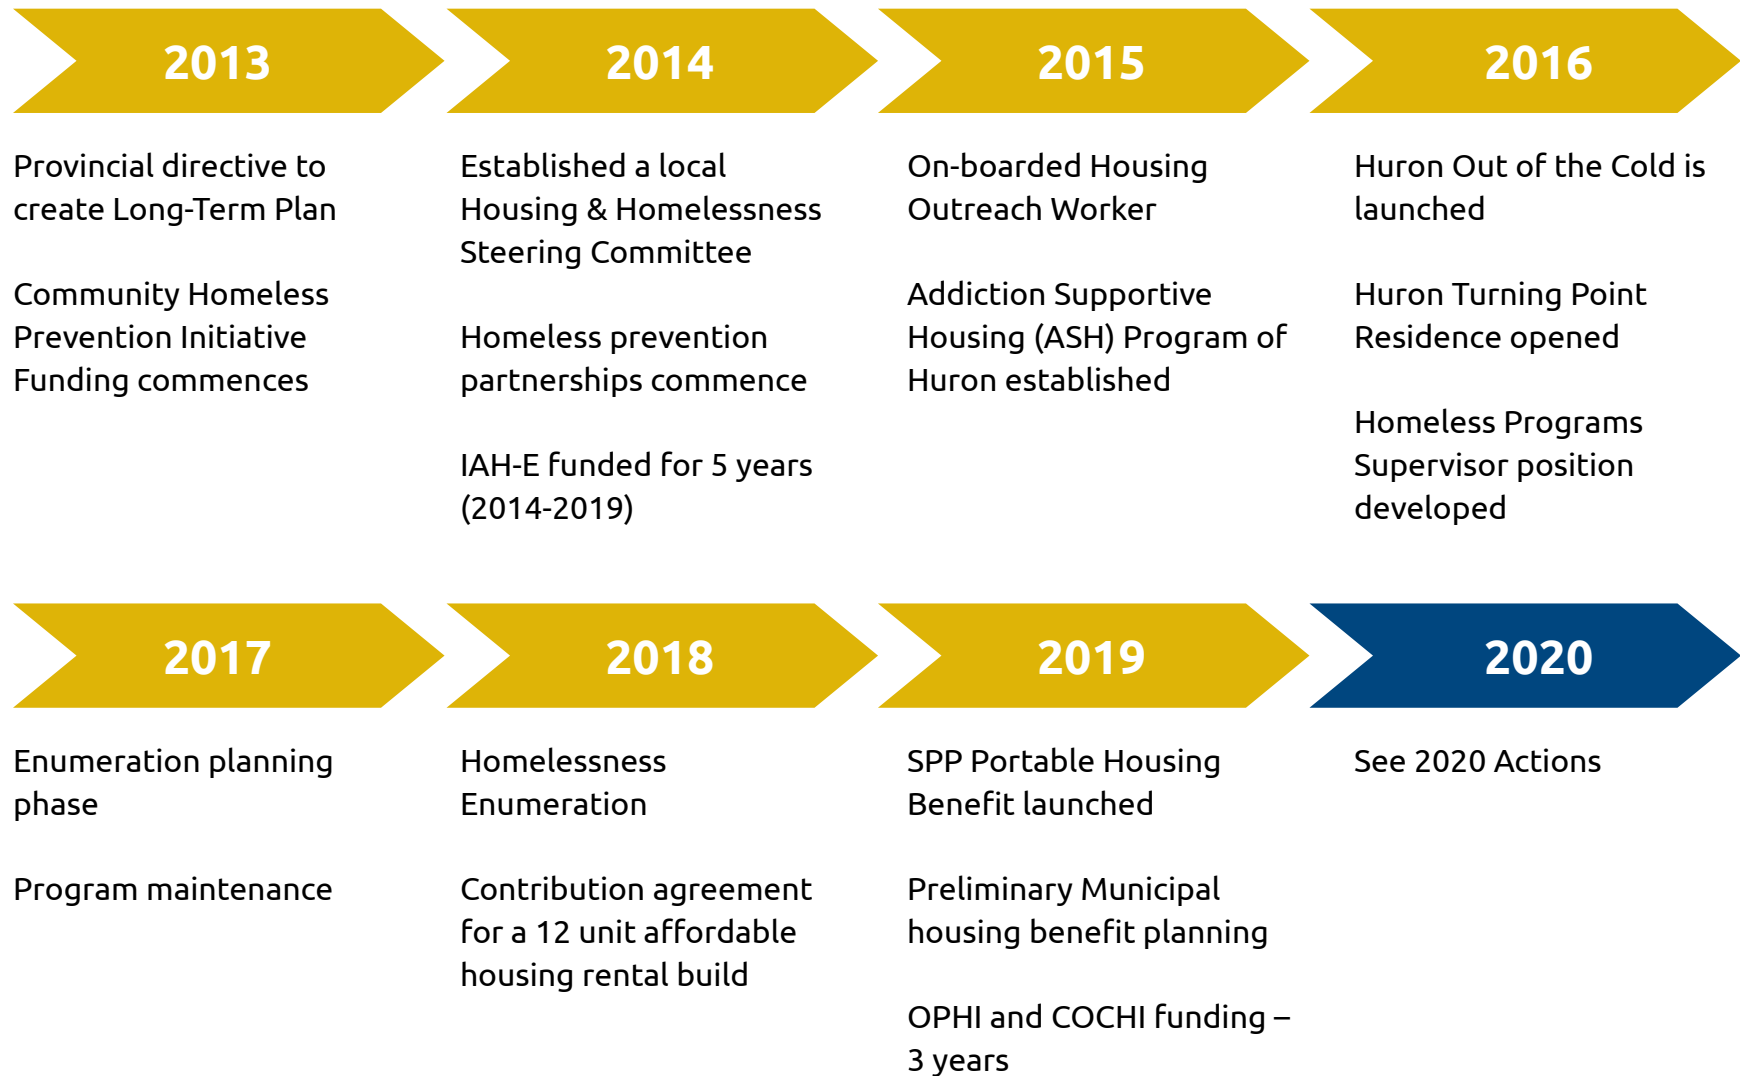 2013
Provincial directive to
create Long-Term Plan
Community Homeless
Prevention Initiative
Funding commences
2014
Established a local
Housing & Homelessness
Steering Committee
Homeless prevention
partnerships commence
IAH-E funded for 5 years
(2014-2019)
2015
On-boarded Housing
Outreach Worker
Addiction Supportive
Housing (ASH) Program of
Huron established
2016
Huron Out of the Cold is
launched
Huron Turning Point
Residence opened
Homeless Programs
Supervisor position
developed
2017
Enumeration planning
phase
Program maintenance
2018
Homelessness
Enumeration
Contribution agreement
for a 12 unit affordable
housing rental build
2019
SPP Portable Housing
Benefit launched
Preliminary Municipal
housing benefit planning
OPHI and COCHI funding –
3 years
2020
See 2020 Actions